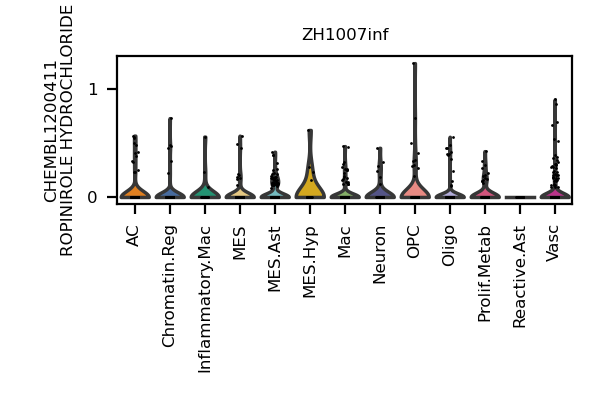 ZH1007inf
CHEMBL1200411
ROPINIROLE HYDROCHLORIDE
1
0
AC
Chromatin.Reg
Inflammatory.Mac
MES
MES.Ast
MES.Hyp
Mac
Neuron
OPC
Oligo
Prolif.Metab
Reactive.Ast
Vasc